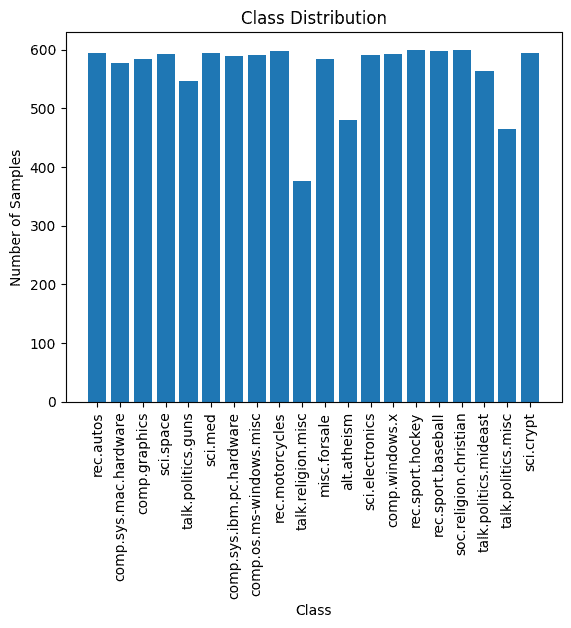 Class Distribution
Number of Samples
600
500
400
300
200
100
0
rec.autos
comp.sys.mac.hardware
comp.graphics
sci.space
talk.politics.guns
sci.med
comp.sys.ibm.pc.hardware
comp.os.ms-windows.misc
rec.motorcycles
talk.religion.misc
misc.forsale
alt.atheism
sci.electronics
comp.windows.x
rec.sport.hockey
rec.sport.baseball
soc.religion.christian
talk.politics.mideast
talk.politics.misc
sci.crypt
Class